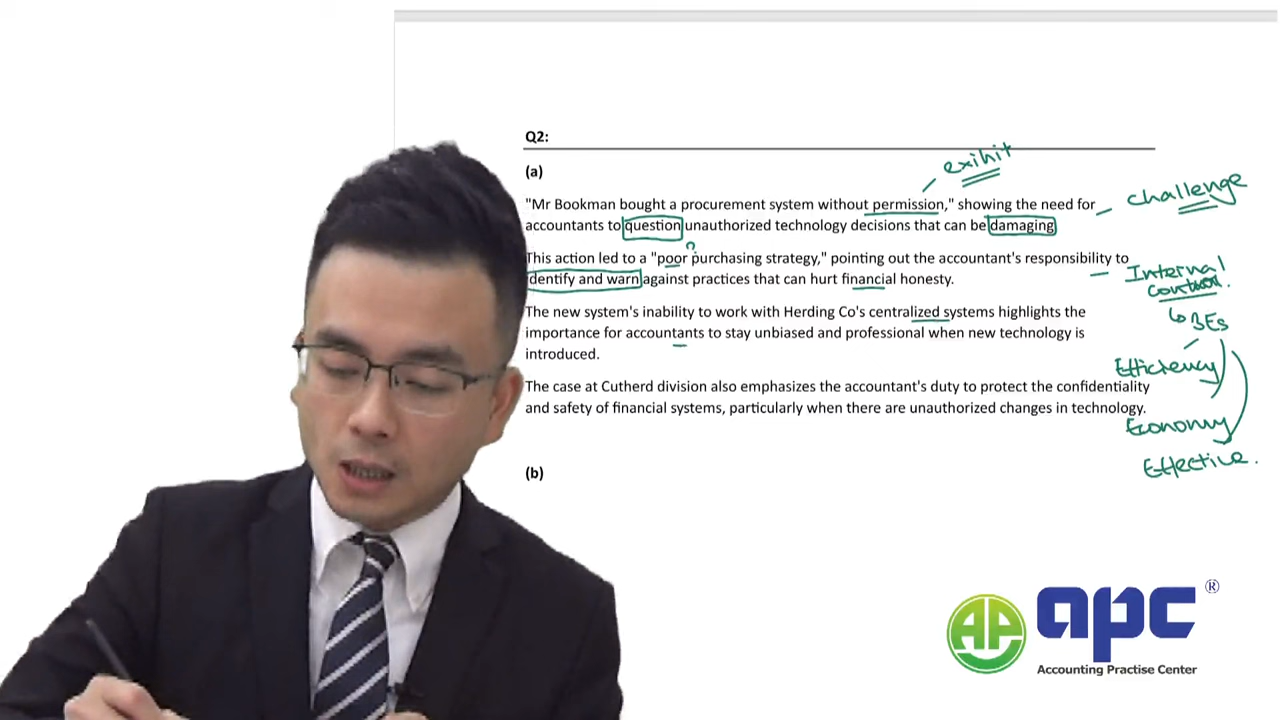 Q2:
(a)
exihit
"Mr Bookman bought a procurement system without permission," showing the need for
challenge
accountants to question unauthorized technology decisions that can be damaging
This action led to a "poor purchasing strategy," pointing out the accountant's responsibility to
dentify and warn against practices that can hurt financial honesty.
Internal
control.
The new system's inability to work with Herding Co's centralized systems highlights the
importance for accountants to stay unbiased and professional when new technology is
introduced.
3Es
Efficiency
The case at Cutherd division also emphasizes the accountant's duty to protect the confidentiality
and safety of financial systems, particularly when there are unauthorized changes in technology.
Economy
Effective.
(b)
AP
apc ®
Accounting Practise Center